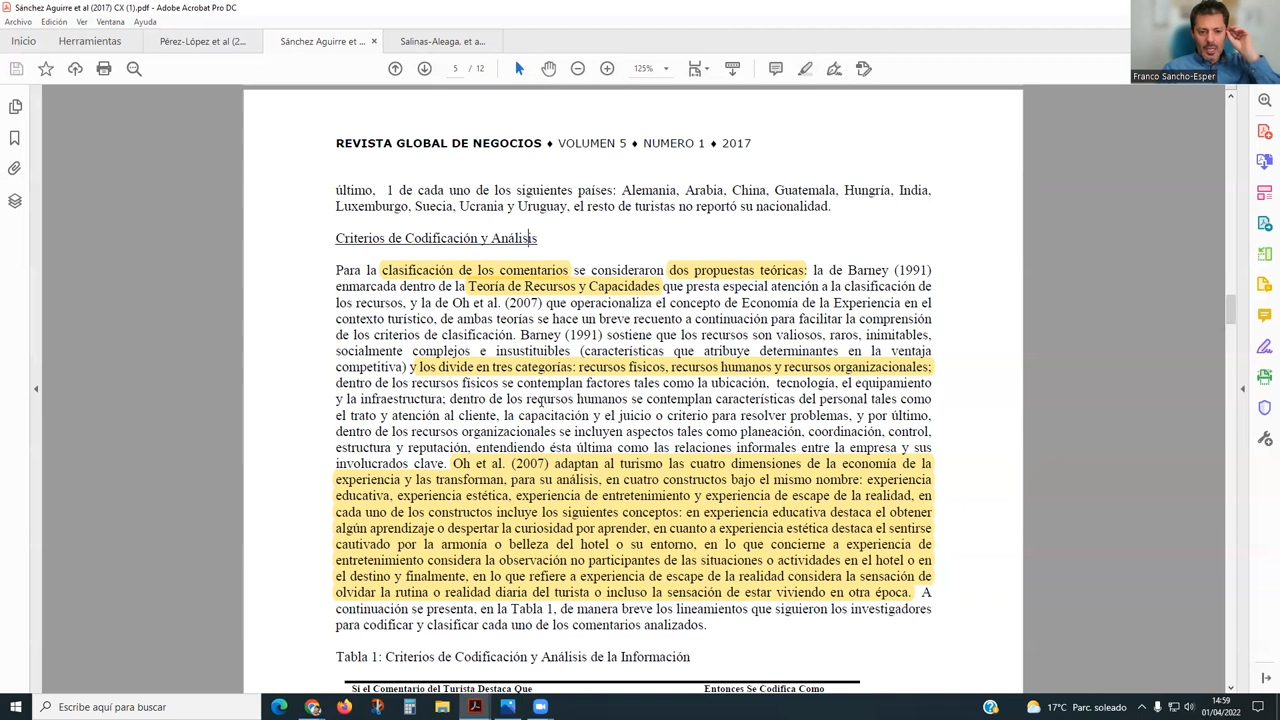 Sánchez Aguirre et al (2017) CX (1).pdf - Adobe Acrobat Pro DC
Archivo Edición Ver Ventana Ayuda
Inicio Herramientas Pérez-López et al (2... Sánchez Aguirre et ... × Salinas-Aleaga, et a...
5 / 12 125%
Franco Sancho-Esper
REVISTA GLOBAL DE NEGOCIOS ♦ VOLUMEN 5 ♦ NUMERO 1 ♦ 2017
último, 1 de cada uno de los siguientes países: Alemania, Arabia, China, Guatemala, Hungría, India,
Luxemburgo, Suecia, Ucrania y Uruguay, el resto de turistas no reportó su nacionalidad.
Criterios de Codificación y Análisis
Para la clasificación de los comentarios se consideraron dos propuestas teóricas: la de Barney (1991)
enmarcada dentro de la Teoría de Recursos y Capacidades que presta especial atención a la clasificación de
los recursos, y la de Oh et al. (2007) que operacionaliza el concepto de Economía de la Experiencia en el
contexto turístico, de ambas teorías se hace un breve recuento a continuación para facilitar la comprensión
de los criterios de clasificación. Barney (1991) sostiene que los recursos son valiosos, raros, inimitables,
socialmente complejos e insustituibles (características que atribuye determinantes en la ventaja
competitiva) y los divide en tres categorías: recursos físicos, recursos humanos y recursos organizacionales;
dentro de los recursos físicos se contemplan factores tales como la ubicación, tecnología, el equipamiento
y la infraestructura; dentro de los recursos humanos se contemplan características del personal tales como
el trato y atención al cliente, la capacitación y el juicio o criterio para resolver problemas, y por último,
dentro de los recursos organizacionales se incluyen aspectos tales como planeación, coordinación, control,
estructura y reputación, entendiendo ésta última como las relaciones informales entre la empresa y sus
involucrados clave. Oh et al. (2007) adaptan al turismo las cuatro dimensiones de la economía de la
experiencia y las transforman, para su análisis, en cuatro constructos bajo el mismo nombre: experiencia
educativa, experiencia estética, experiencia de entretenimiento y experiencia de escape de la realidad, en
cada uno de los constructos incluye los siguientes conceptos: en experiencia educativa destaca el obtener
algún aprendizaje o despertar la curiosidad por aprender, en cuanto a experiencia estética destaca el sentirse
cautivado por la armonía o belleza del hotel o su entorno, en lo que concierne a experiencia de
entretenimiento considera la observación no participantes de las situaciones o actividades en el hotel o en
el destino y finalmente, en lo que refiere a experiencia de escape de la realidad considera la sensación de
olvidar la rutina o realidad diaria del turista o incluso la sensación de estar viviendo en otra época. A
continuación se presenta, en la Tabla 1, de manera breve los lineamientos que siguieron los investigadores
para codificar y clasificar cada uno de los comentarios analizados.
Tabla 1: Criterios de Codificación y Análisis de la Información
Si el Comentario del Turista Destaca Que Entonces Se Codifica Como
Escribe aquí para buscar
17°C Parc. soleado
14:59
01/04/2022